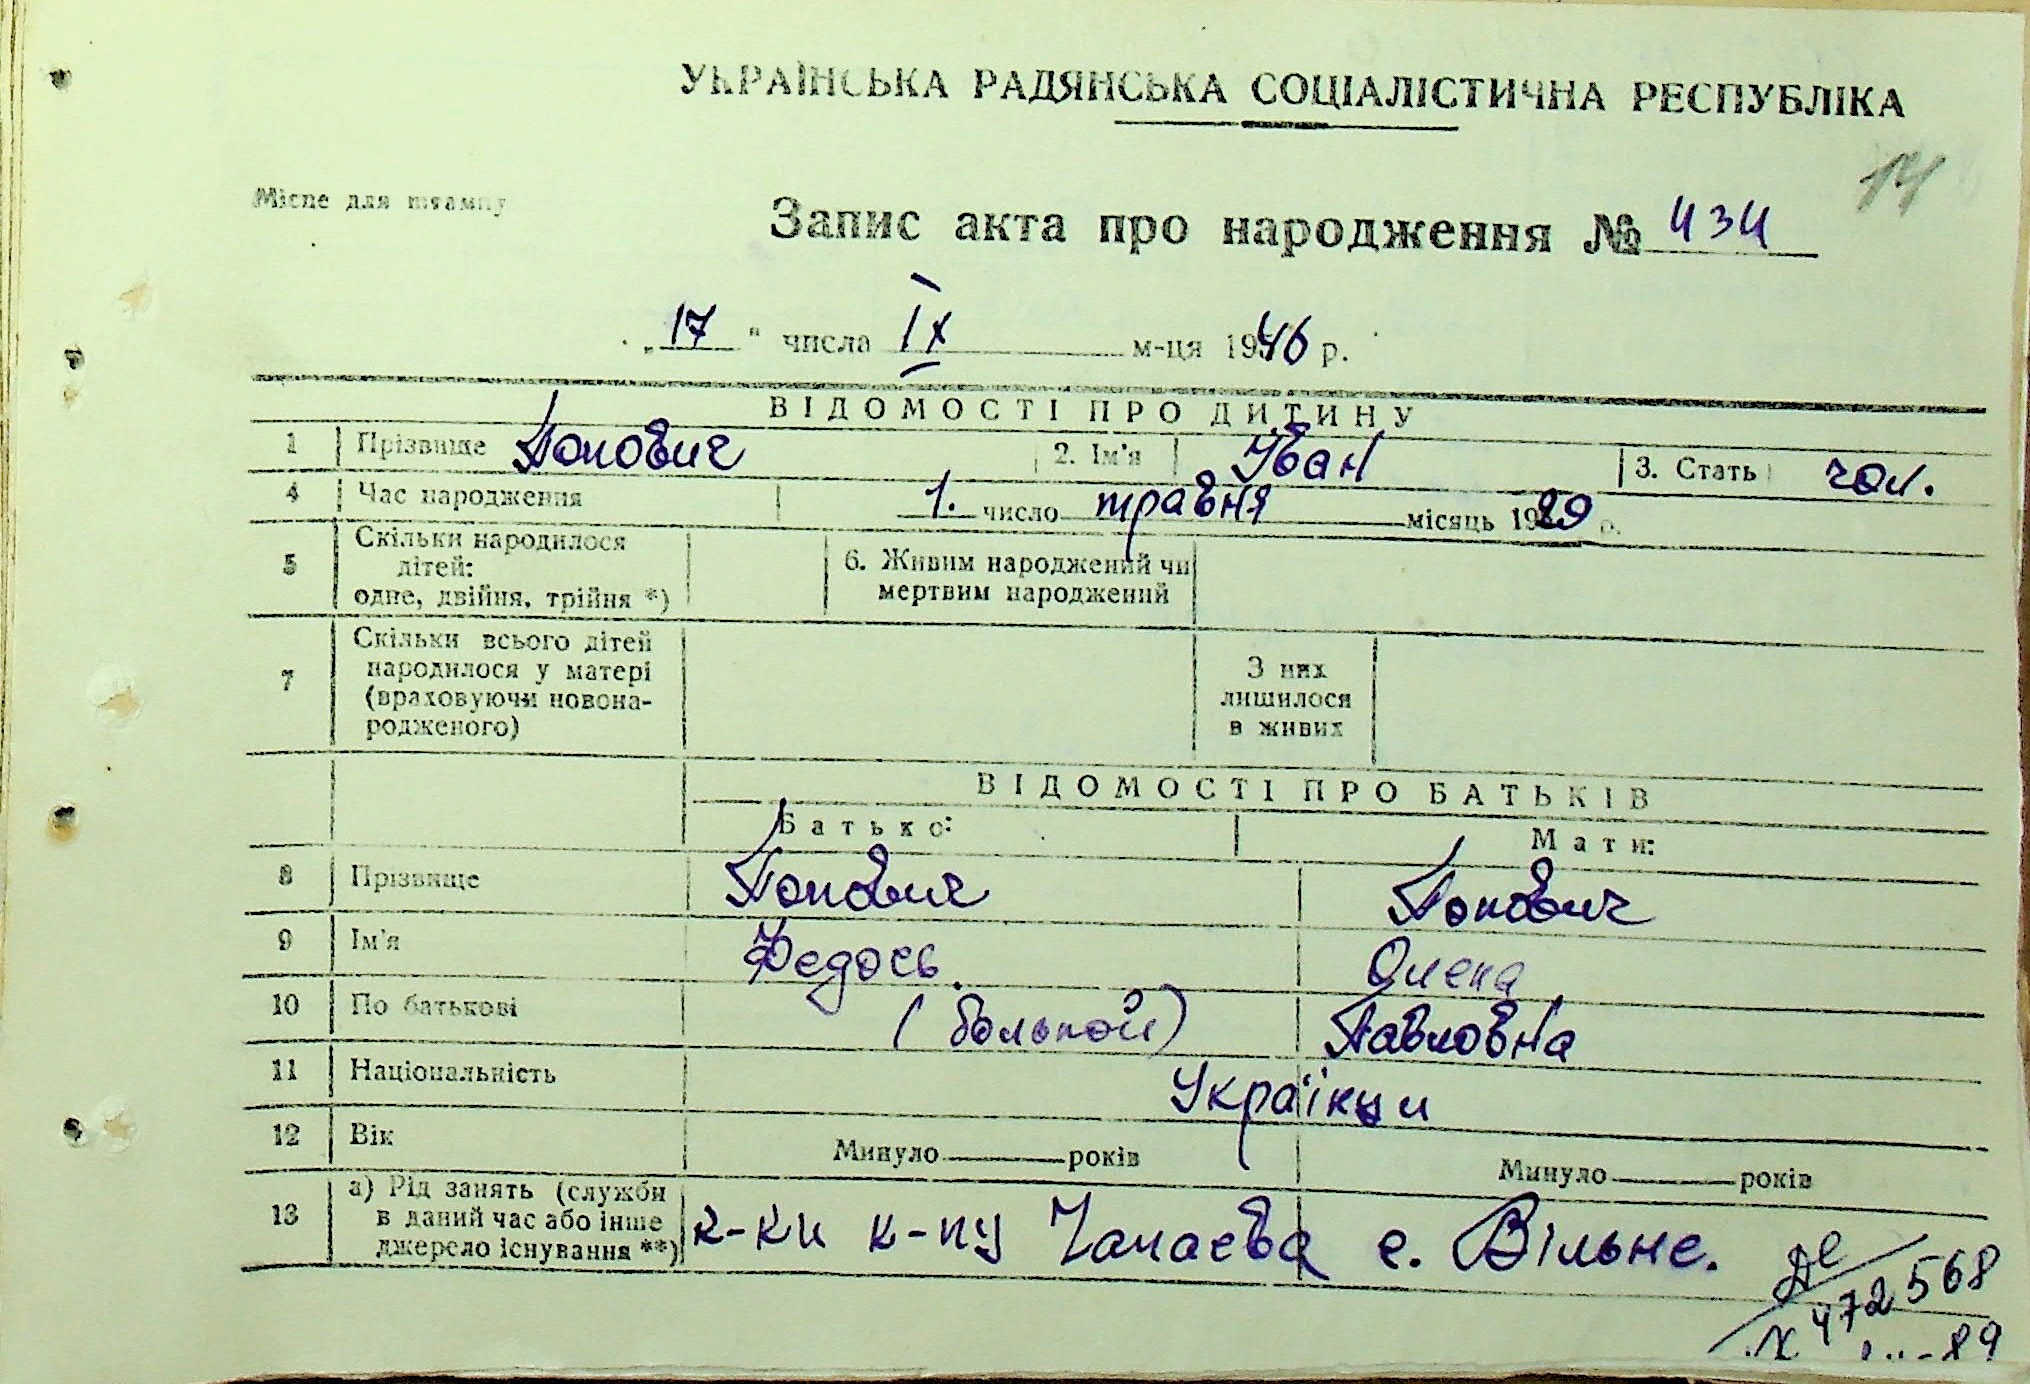 УКРАЇНСЬКА РАДЯНСЬКА СОЦІАЛІСТИЧНА РЕСПУБЛІКА
14
Місце для штампу
Запис акта про народження № 434
„17“ числа IX м-ця 1946 р.
ВІДОМОСТІ ПРО ДИТИНУ
1 Прізвище Попович 2. Ім'я Іван 3. Стать чол.
4 Час народження 1. число травня місяць 1929 р.
5 Скільки народилося дітей: одне, двійня, трійня *) 6. Живим народжений чи мертвим народжений
7 Скільки всього дітей народилося у матері (враховуючи новона-родженого) З них лишилося в живих
ВІДОМОСТІ ПРО БАТЬКІВ
Батько: Мати:
8 Прізвище Попович Попович
9 Ім'я Федось. Олена
10 По батькові (больной) Павловна
11 Національність Українци
12 Вік Минуло років Минуло років
13 а) Рід занять (служби в даний час або інше джерело існування **) к-ки к-пу Чапаєва с. Вільне.
472568
89